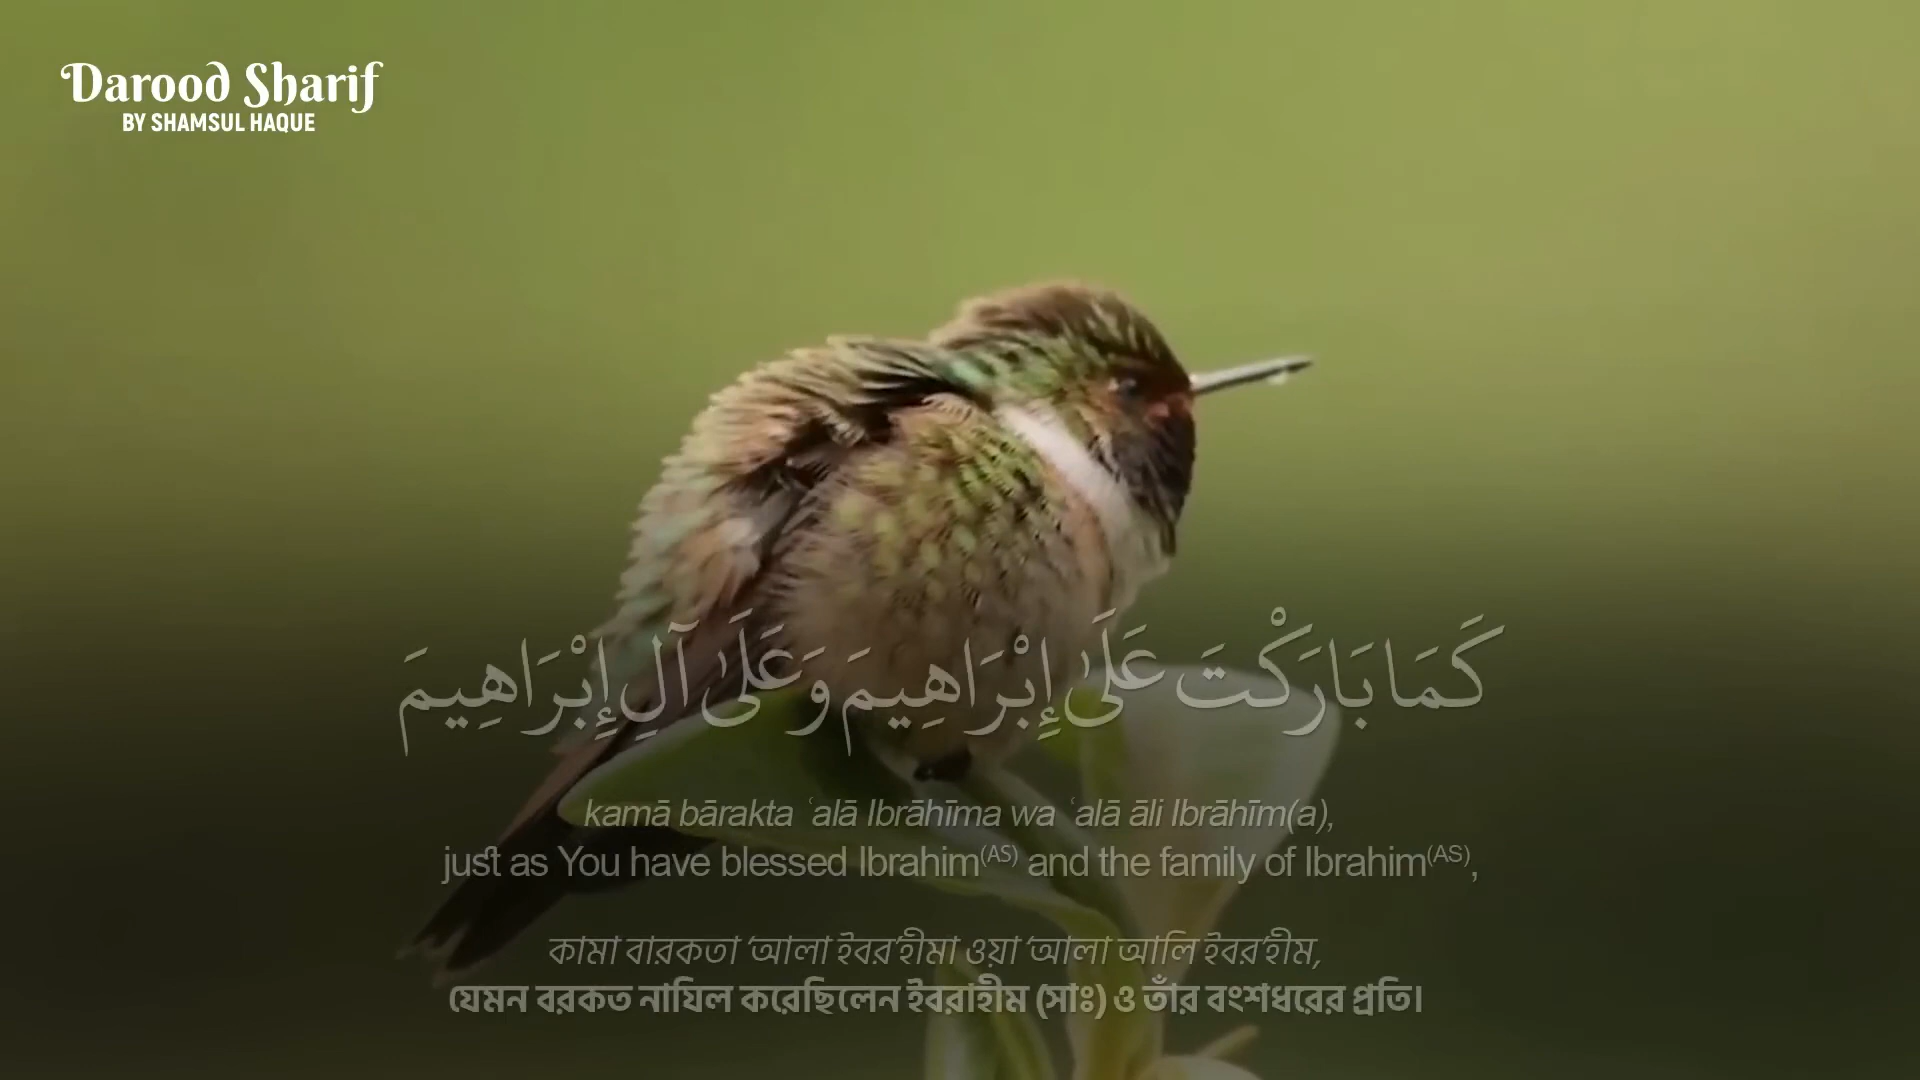 Darood Sharif
BY SHAMSUL HAQUE
كَمَا بَارَكْتَ عَلَىٰ إِبْرَاهِيمَ وَعَلَىٰ آلِ إِبْرَاهِيمَ
kamā bārakta ʿalā Ibrāhīma wa ʿalā āli Ibrāhīm(a),
just as You have blessed Ibrahim(AS) and the family of Ibrahim(AS),
কামা বারকতা ‘আলা ইবর’হীমা ওয়া ‘আলা আলি ইবর’হীম,
যেমন বরকত নাযিল করেছিলেন ইবরাহীম (সাঃ) ও তাঁর বংশধরের প্রতি।